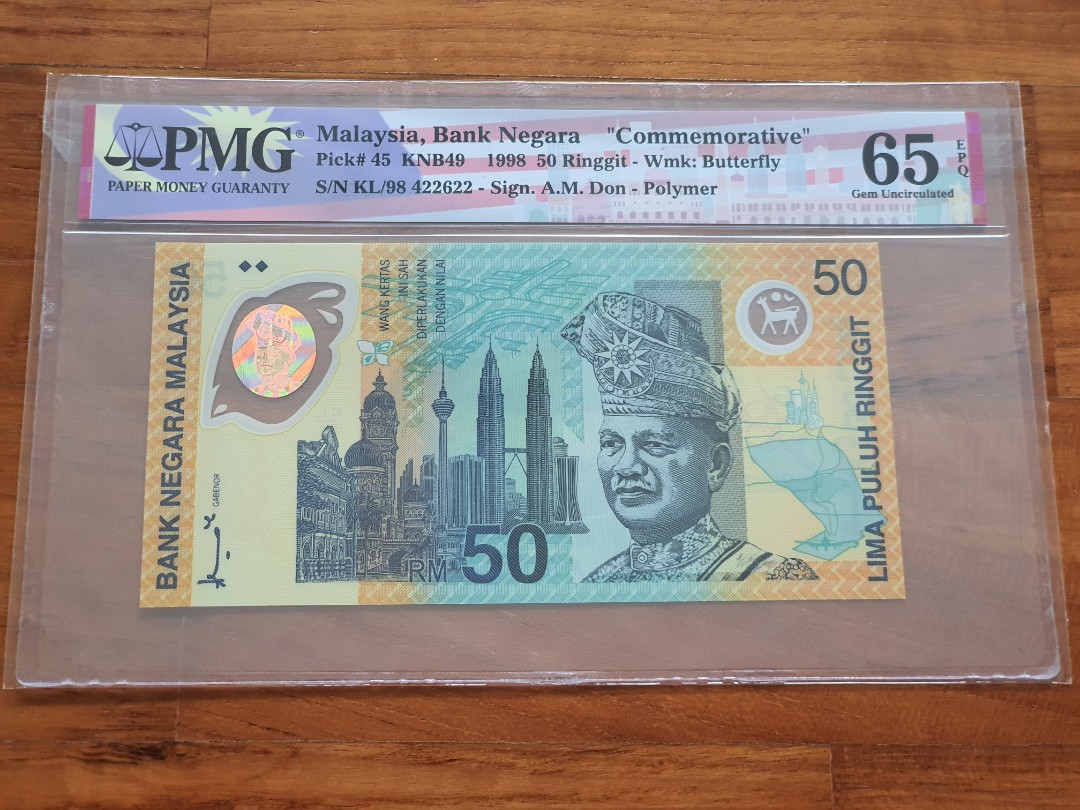 PMG®
PAPER MONEY GUARANTY
Malaysia, Bank Negara "Commemorative"
Pick# 45 KNB49 1998 50 Ringgit - Wmk: Butterfly
S/N KL/98 422622 - Sign. A.M. Don - Polymer
65
EPQ
Gem Uncirculated
BANK NEGARA MALAYSIA
GABENOR
WANG KERTAS
INI SAH
DIPERLAKUKAN
DENGAN NILAI
RM 50
50
LIMA PULUH RINGGIT